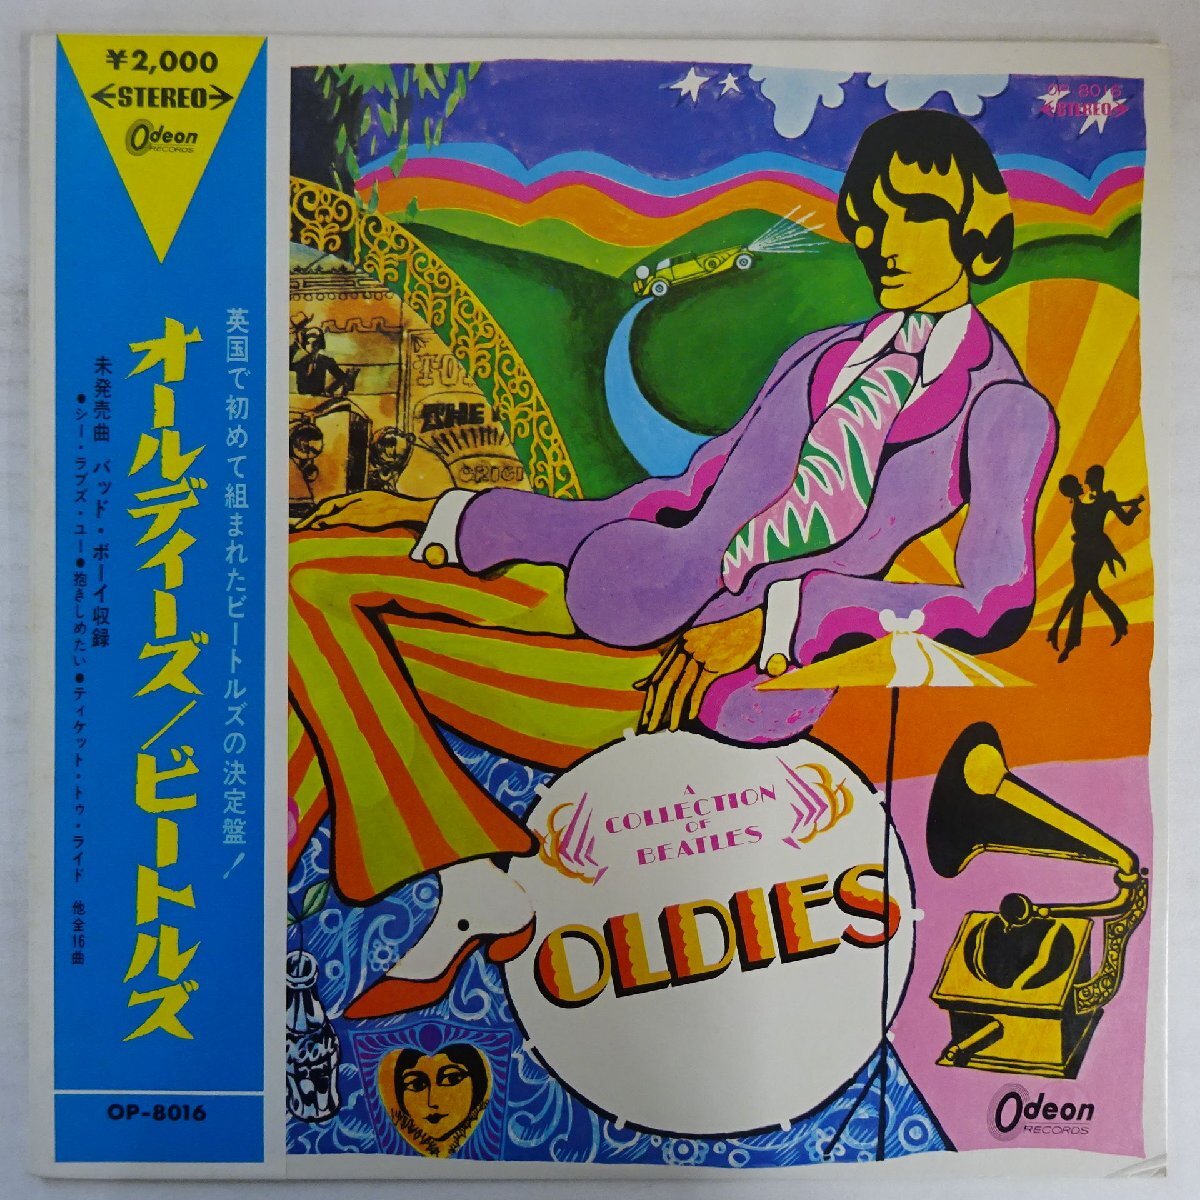 ¥2,000
STEREO
Odeon
RECORDS
英国で初めて組まれたビートルズの決定盤!
オールディーズ/ビートルズ
未発売曲 バッド・ボーイ収録
●シー・ラブズ・ユー●抱きしめたい●ティケット・トゥ・ライド 他全16曲
OP-8016
OP 8016
STEREO
THE
A
COLLECTION
OF
BEATLES
OLDIES
Odeon
RECORDS